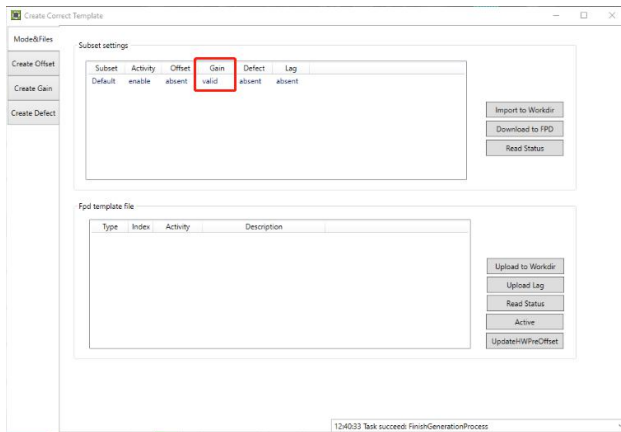 Create Correct Template
Mode&Files
Create Offset
Create Gain
Create Defect
Subset settings
Subset Activity Offset Gain Defect Lag
Default enable absent valid absent absent
Import to Workdir
Download to FPD
Read Status
Fpd template file
Type Index Activity Description
Upload to Workdir
Upload Lag
Read Status
Active
UpdateHWPreOffset
12:40:33 Task succeed: FinishGenerationProcess